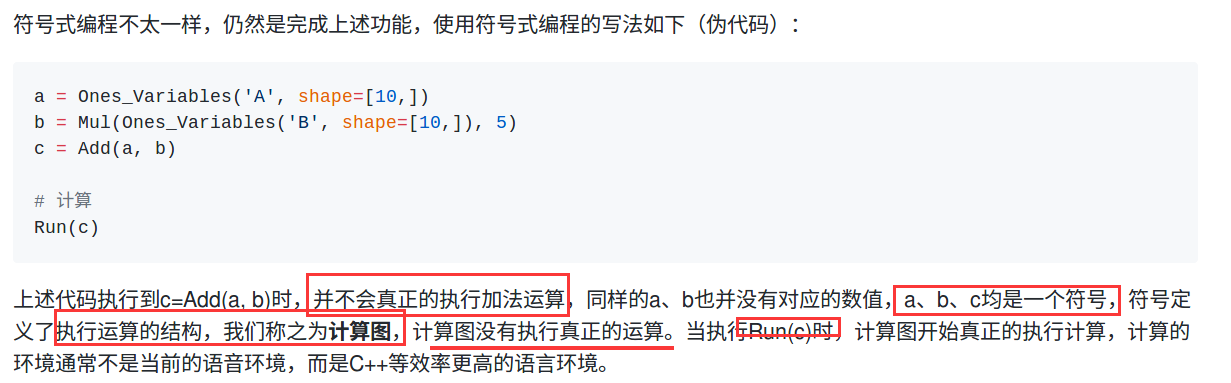 符号式编程不太一样，仍然是完成上述功能，使用符号式编程的写法如下（伪代码）：
a = Ones_Variables('A', shape=[10,])
b = Mul(Ones_Variables('B', shape=[10,]), 5)
c = Add(a, b)
# 计算
Run(c)
上述代码执行到c=Add(a, b)时，并不会真正的执行加法运算，同样的a、b也并没有对应的数值，a、b、c均是一个符号，符号定
义了执行运算的结构，我们称之为计算图，计算图没有执行真正的运算。当执行Run(c)时，计算图开始真正的执行计算，计算的
环境通常不是当前的语音环境，而是C++等效率更高的语言环境。